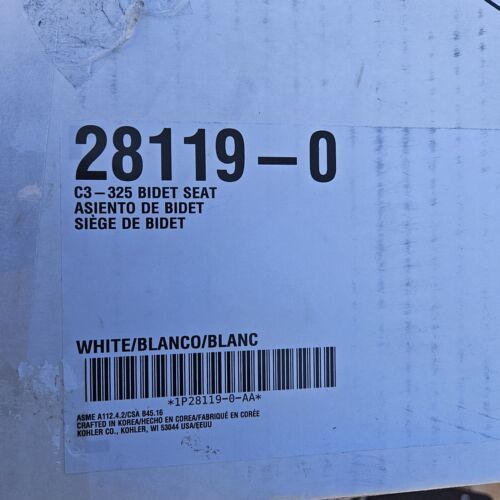 28119-0
C3-325 BIDET SEAT
ASIENTO DE BIDET
SIÈGE DE BIDET
WHITE/BLANCO/BLANC
*1P28119-0-AA*
ASME A112.4.2/CSA B45.16
CRAFTED IN KOREA/HECHO EN COREA/FABRIQUÉ EN CORÉE
KOHLER CO., KOHLER, WI 53044 USA/EEUU